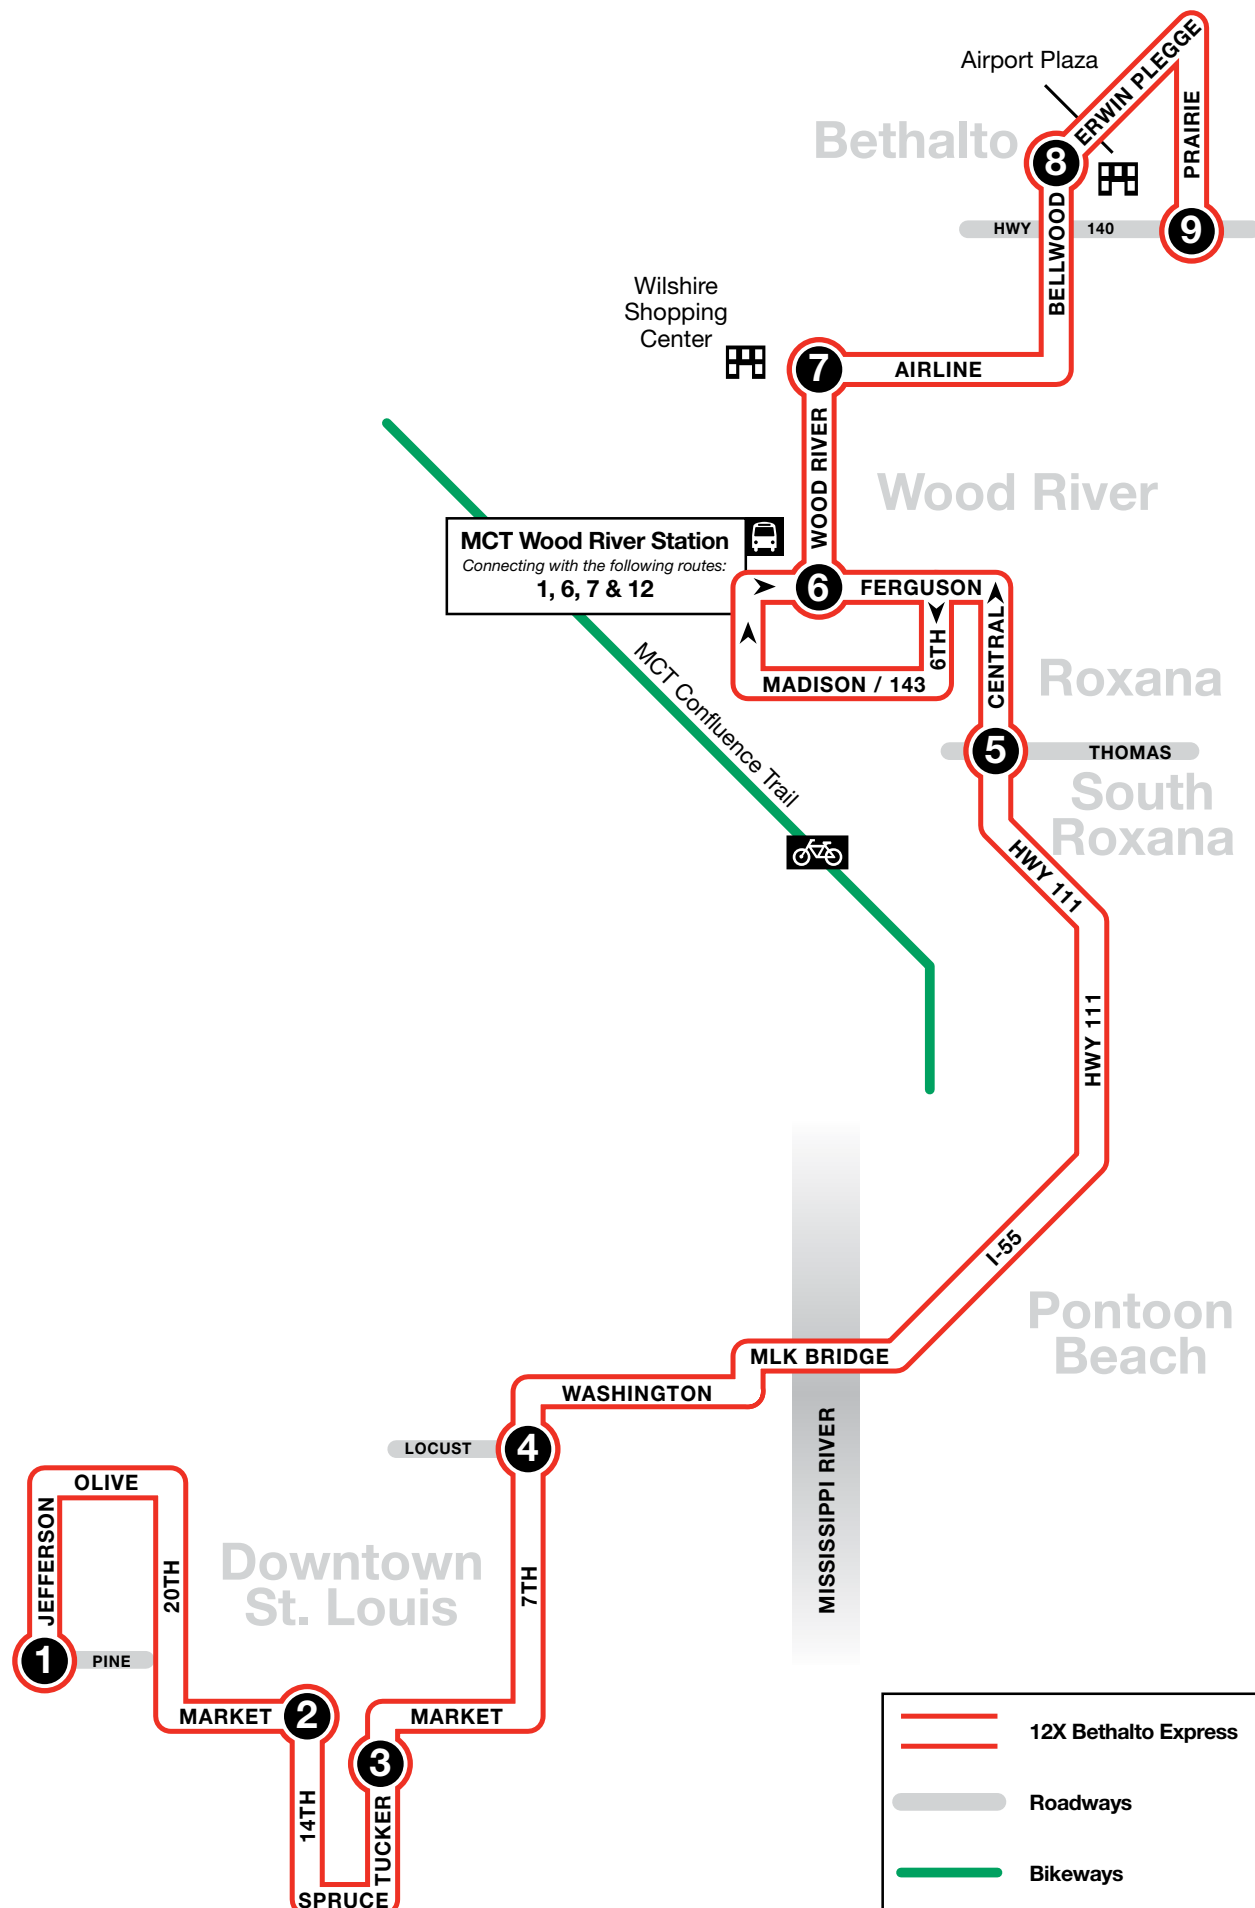 Airport Plaza
ERWIN PLEGGE
PRAIRIE
Bethalto
8
BELLWOOD
HWY
140
9
Wilshire
Shopping
Center
7
AIRLINE
WOOD RIVER
Wood River
MCT Wood River Station
Connecting with the following routes:
1, 6, 7 & 12
6
FERGUSON
6TH
CENTRAL
MADISON / 143
Roxana
MCT Confluence Trail
5
THOMAS
South
Roxana
HWY 111
HWY 111
I-55
Pontoon
Beach
MLK BRIDGE
WASHINGTON
MISSISSIPPI RIVER
LOCUST
4
OLIVE
JEFFERSON
20TH
Downtown
St. Louis
7TH
1
PINE
MARKET
2
MARKET
3
14TH
TUCKER
SPRUCE
12X Bethalto Express
Roadways
Bikeways